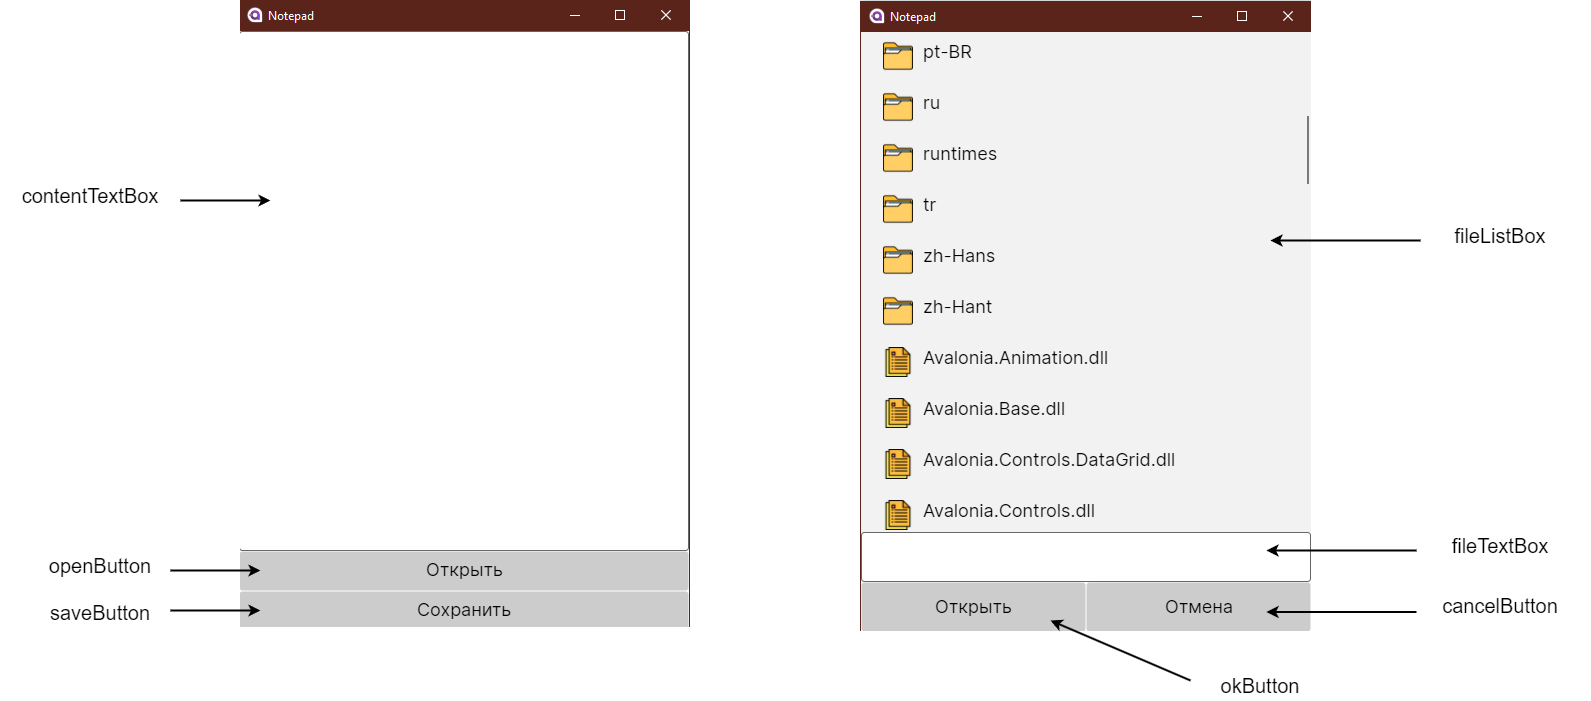 Notepad
contentTextBox
openButton
Открыть
saveButton
Сохранить
Notepad
pt-BR
ru
runtimes
tr
zh-Hans
zh-Hant
Avalonia.Animation.dll
Avalonia.Base.dll
Avalonia.Controls.DataGrid.dll
Avalonia.Controls.dll
fileListBox
fileTextBox
Открыть
Отмена
cancelButton
okButton